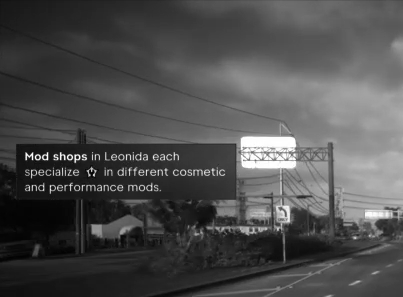 Mod shops in Leonida each
specialize in different cosmetic
and performance mods.